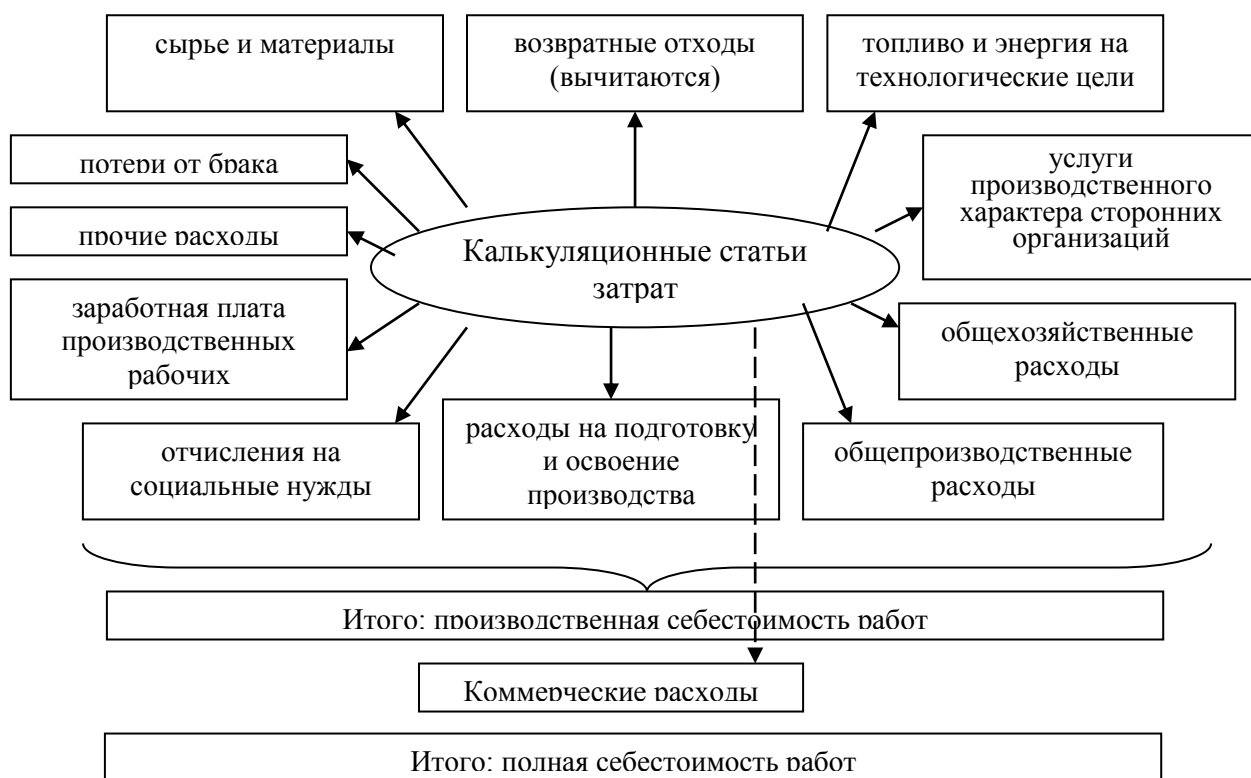 сырье и материалы
возвратные отходы
(вычитаются)
топливо и энергия на
технологические цели
потери от брака
услуги
производственного
характера сторонних
организаций
прочие расходы
Калькуляционные статьи
затрат
заработная плата
производственных
рабочих
общехозяйственные
расходы
отчисления на
социальные нужды
расходы на подготовку
и освоение
производства
общепроизводственные
расходы
Итого: производственная себестоимость работ
Коммерческие расходы
Итого: полная себестоимость работ